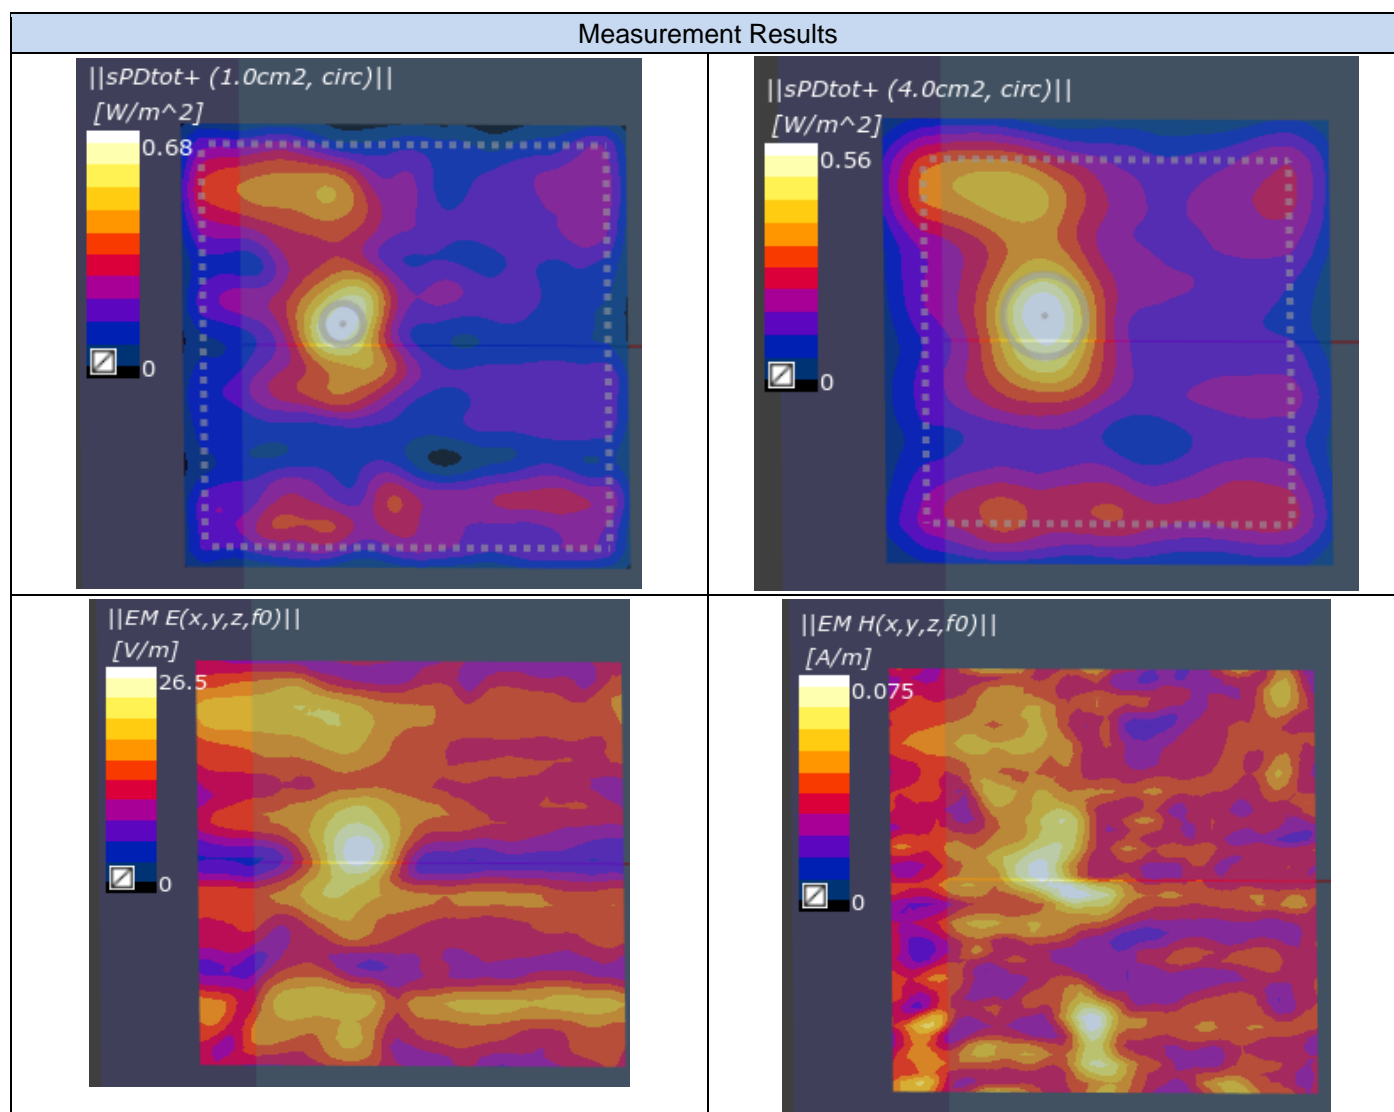 Measurement Results
||sPDtot+ (1.0cm2, circ)||
[W/m^2]
0.68
0
||sPDtot+ (4.0cm2, circ)||
[W/m^2]
0.56
0
||EM E(x,y,z,f0)||
[V/m]
26.5
0
||EM H(x,y,z,f0)||
[A/m]
0.075
0